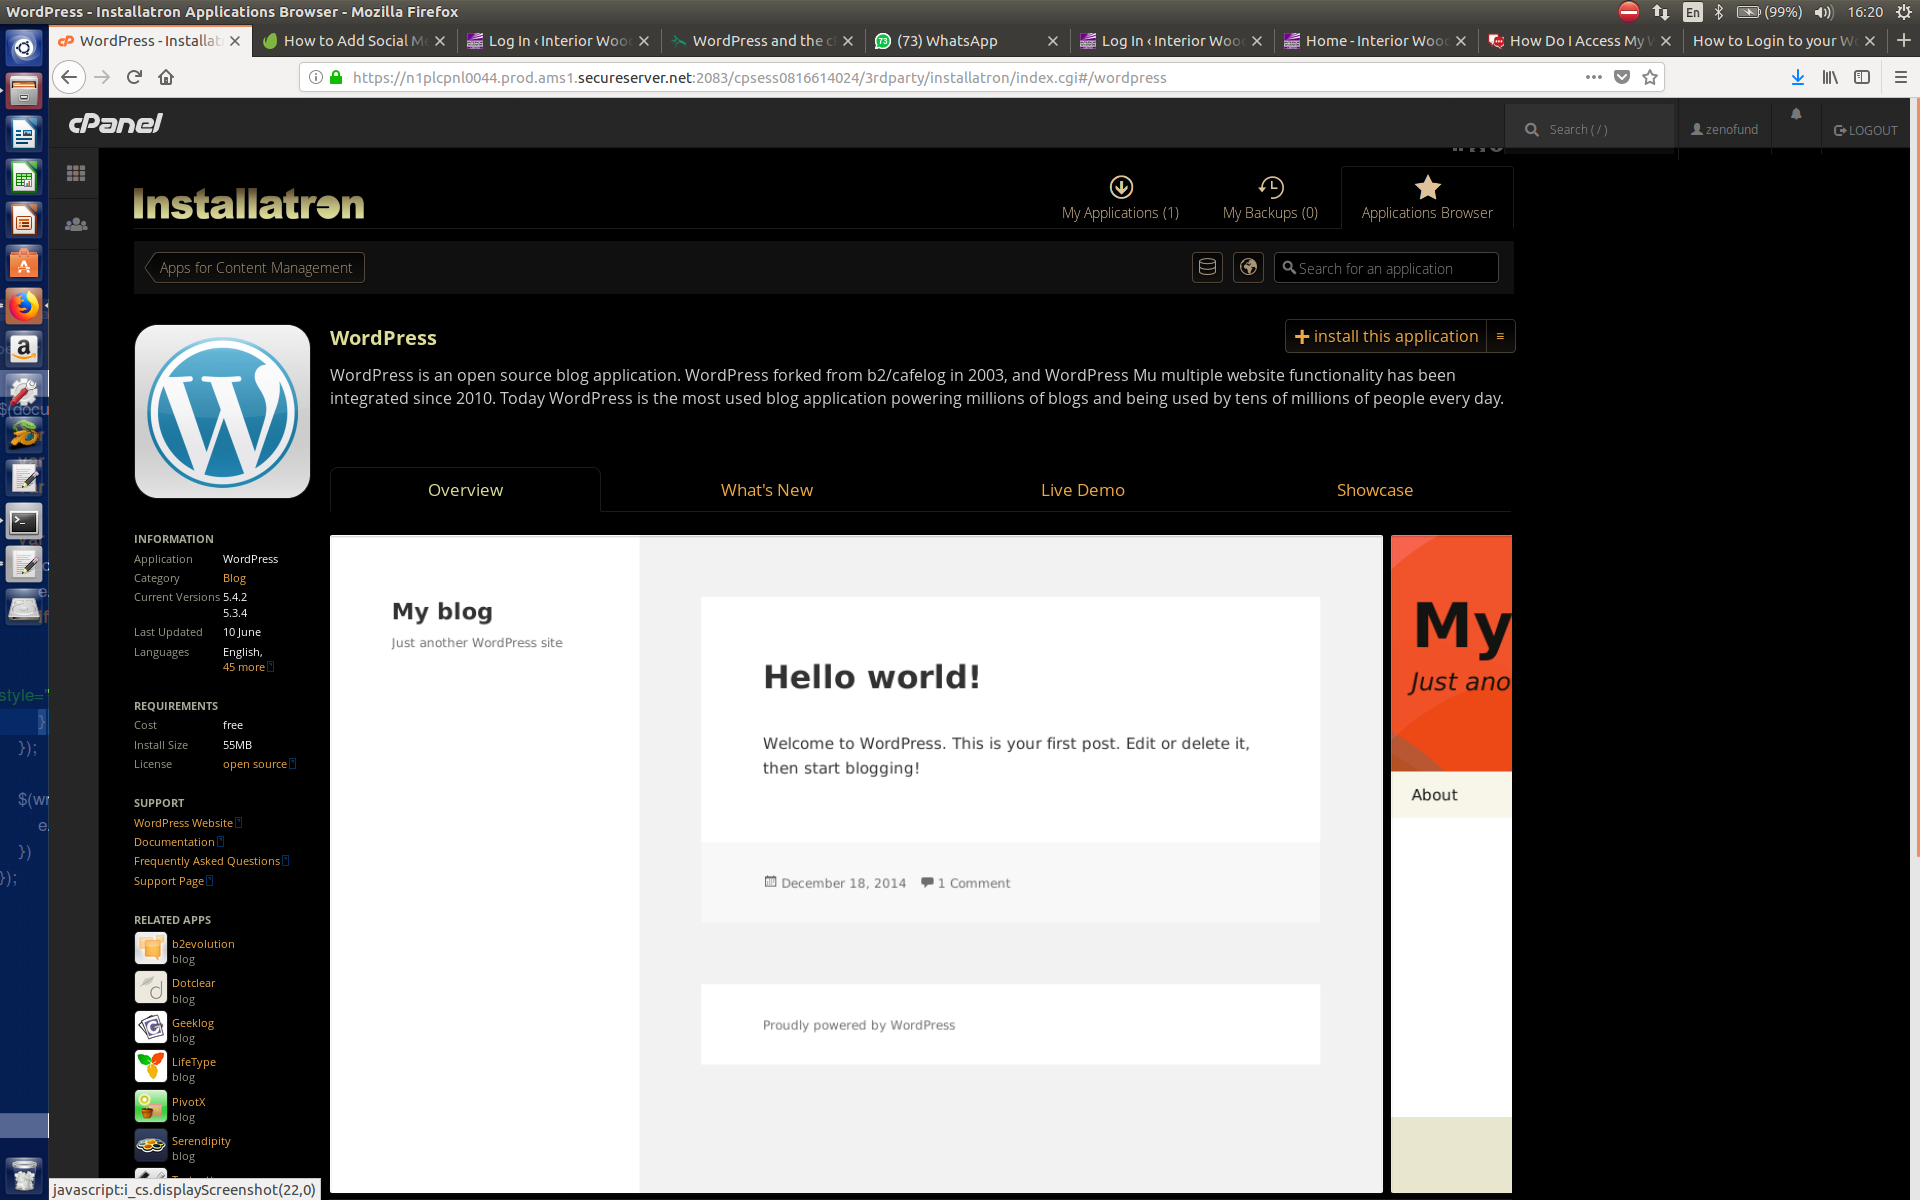 WordPress - Installatron Applications Browser - Mozilla Firefox
En
(99%)
16:20
WordPress - Installat
How to Add Social Me
Log In ‹ Interior Wood
WordPress and the c
(73) WhatsApp
Log In ‹ Interior Wood
Home - Interior Wood
How Do I Access My W
How to Login to your Wo
https://n1plcpnl0044.prod.ams1.secureserver.net:2083/cpsess0816614024/3rdparty/installatron/index.cgi#/wordpress
cPanel
Search ( / )
zenofund
LOGOUT
Installatron
My Applications (1)
My Backups (0)
Applications Browser
Apps for Content Management
Search for an application
WordPress
install this application
WordPress is an open source blog application. WordPress forked from b2/cafelog in 2003, and WordPress Mu multiple website functionality has been
integrated since 2010. Today WordPress is the most used blog application powering millions of blogs and being used by tens of millions of people every day.
Overview
What's New
Live Demo
Showcase
INFORMATION
Application WordPress
Category Blog
Current Versions 5.4.2
5.3.4
Last Updated 10 June
Languages English,
45 more
REQUIREMENTS
Cost free
Install Size 55MB
License open source
SUPPORT
WordPress Website
Documentation
Frequently Asked Questions
Support Page
RELATED APPS
b2evolution
blog
Dotclear
blog
Geeklog
blog
LifeType
blog
PivotX
blog
Serendipity
blog
My blog
Just another WordPress site
Hello world!
Welcome to WordPress. This is your first post. Edit or delete it,
then start blogging!
December 18, 2014
1 Comment
Proudly powered by WordPress
My
Just ano
About
$(docu
style="
}
});
$(wr
e.
})
});
javascript:i_cs.displayScreenshot(22,0)